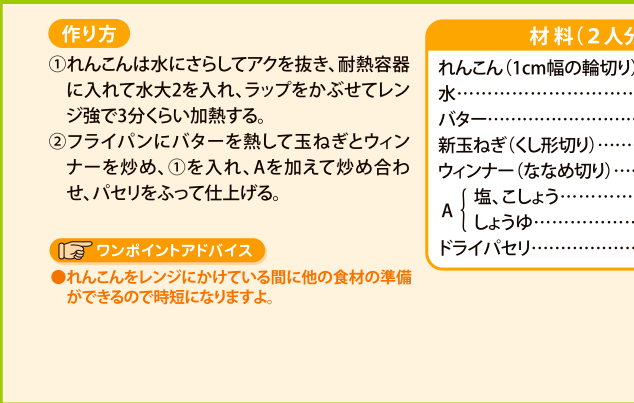 作り方
①れんこんは水にさらしてアクを抜き、耐熱容器
に入れて水大2を入れ、ラップをかぶせてレン
ジ強で3分くらい加熱する。
②フライパンにバターを熱して玉ねぎとウィン
ナーを炒め、①を入れ、Aを加えて炒め合わ
せ、パセリをふって仕上げる。
ワンポイントアドバイス
●れんこんをレンジにかけている間に他の食材の準備
ができるので時短になりますよ。
材料(2人分
れんこん(1cm幅の輪切り)
水……………………………
バター………………………
新玉ねぎ(くし形切り)……
ウィンナー(ななめ切り)…
A
塩、こしょう……………
しょうゆ…………………
ドライパセリ…………………